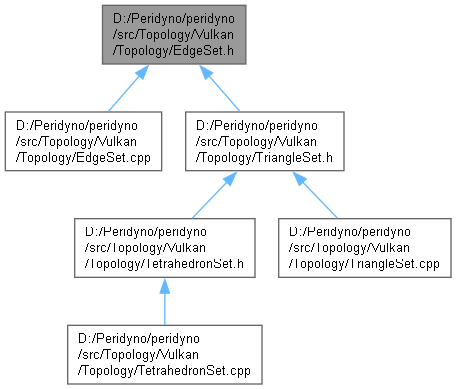 D:/Peridyno/peridyno
/src/Topology/Vulkan
/Topology/EdgeSet.h
D:/Peridyno/peridyno
/src/Topology/Vulkan
/Topology/EdgeSet.cpp
D:/Peridyno/peridyno
/src/Topology/Vulkan
/Topology/TriangleSet.h
D:/Peridyno/peridyno
/src/Topology/Vulkan
/Topology/TetrahedronSet.h
D:/Peridyno/peridyno
/src/Topology/Vulkan
/Topology/TriangleSet.cpp
D:/Peridyno/peridyno
/src/Topology/Vulkan
/Topology/TetrahedronSet.cpp